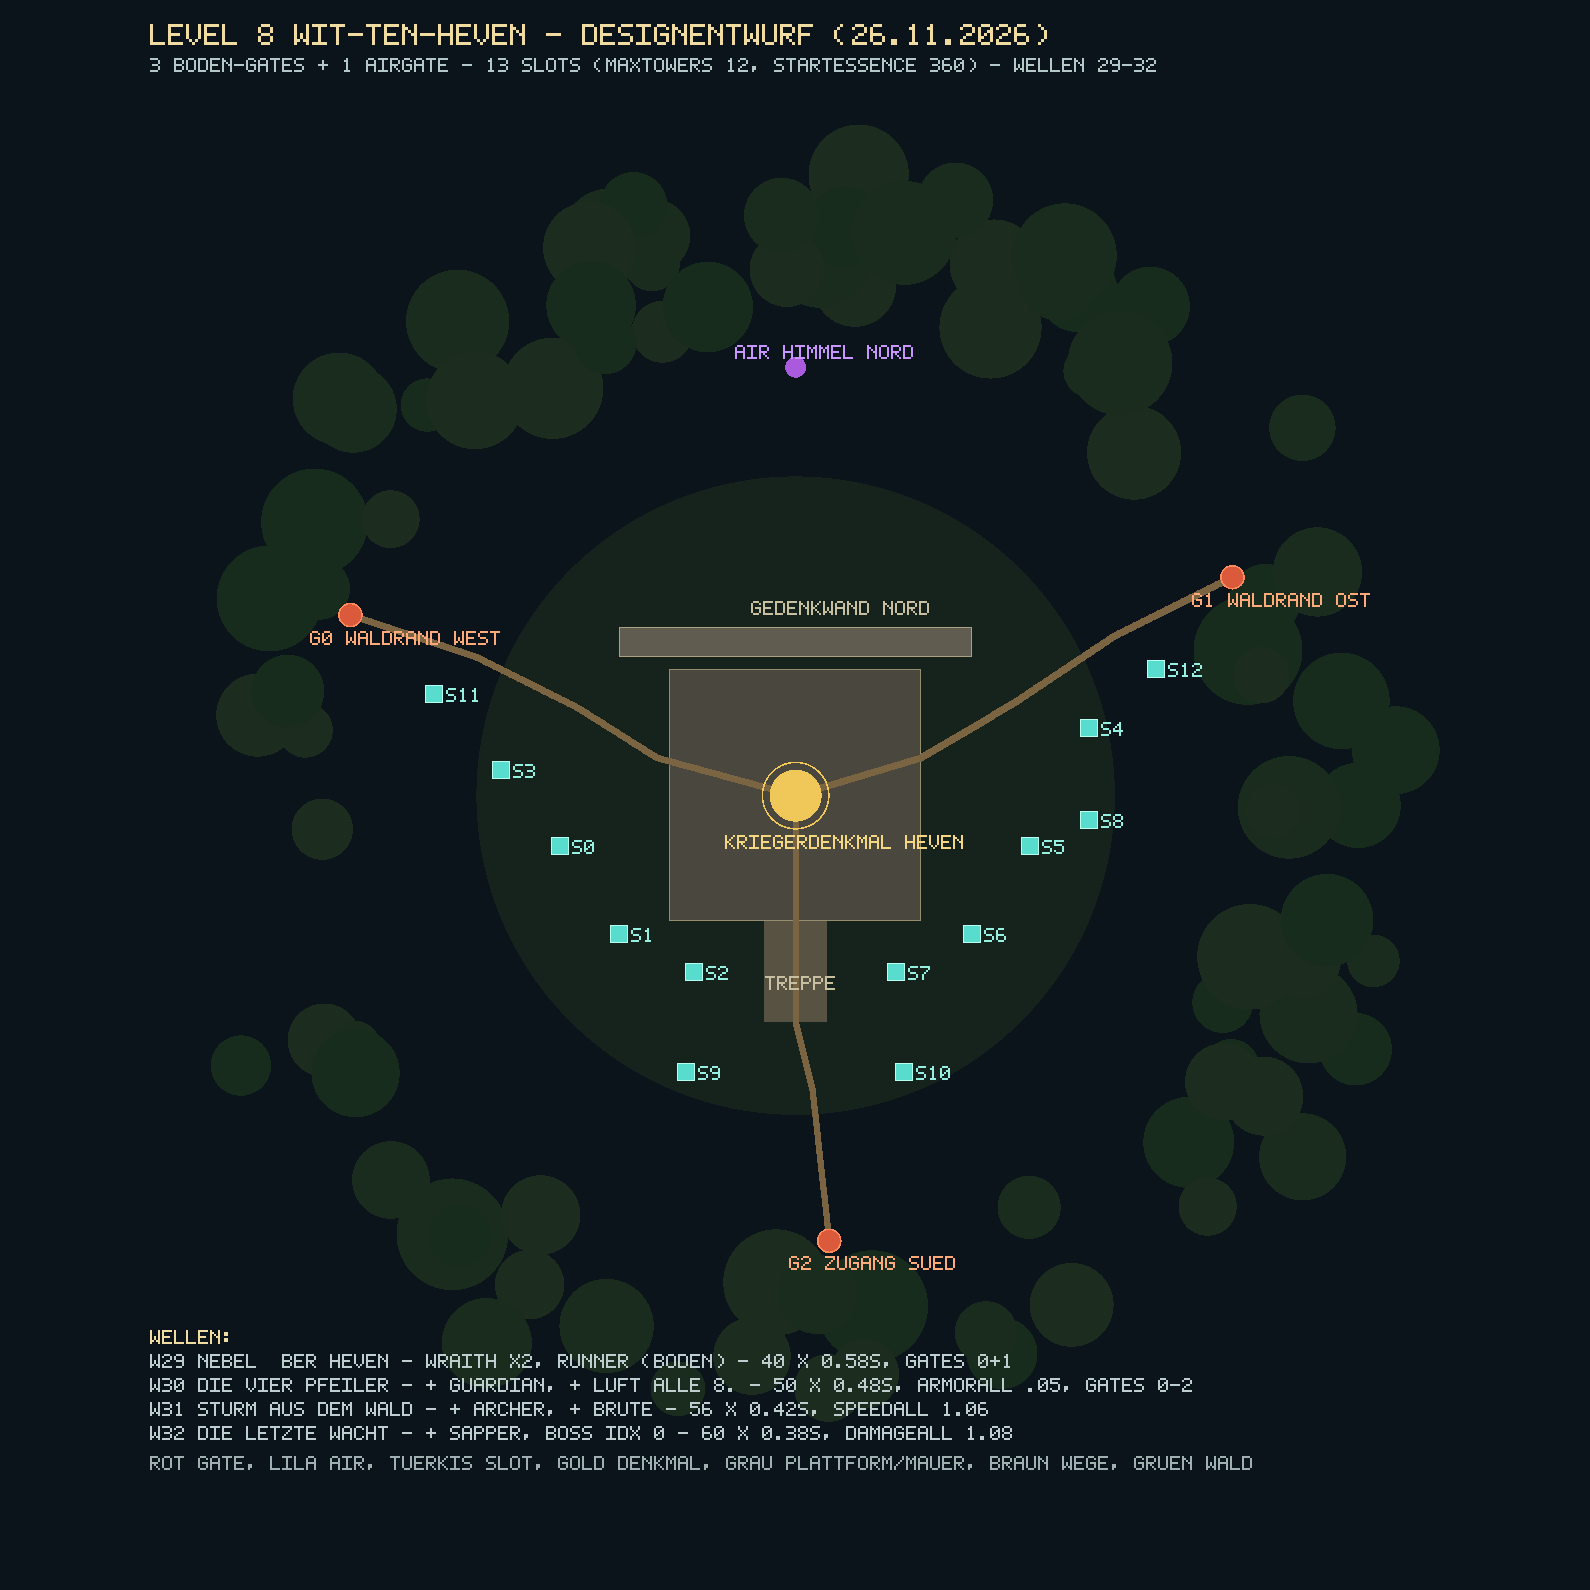 LEVEL 8 WIT-TEN-HEVEN - DESIGNENTWURF (26.11.2026)
3 BODEN-GATES + 1 AIRGATE - 13 SLOTS (MAXTOWERS 12, STARTESSENCE 360) - WELLEN 29-32
AIR HIMMEL NORD
GEDENKWAND NORD
G1 WALDRAND OST
G0 WALDRAND WEST
S12
S11
S4
S3
S8
KRIEGERDENKMAL HEVEN
S0
S5
S1
S6
S2
S7
TREPPE
S9
S10
G2 ZUGANG SUED
WELLEN:
W29 NEBEL  BER HEVEN - WRAITH X2, RUNNER (BODEN) - 40 X 0.58S, GATES 0+1
W30 DIE VIER PFEILER - + GUARDIAN, + LUFT ALLE 8. - 50 X 0.48S, ARMORALL .05, GATES 0-2
W31 STURM AUS DEM WALD - + ARCHER, + BRUTE - 56 X 0.42S, SPEEDALL 1.06
W32 DIE LETZTE WACHT - + SAPPER, BOSS IDX 0 - 60 X 0.38S, DAMAGEALL 1.08
ROT GATE, LILA AIR, TUERKIS SLOT, GOLD DENKMAL, GRAU PLATTFORM/MAUER, BRAUN WEGE, GRUEN WALD